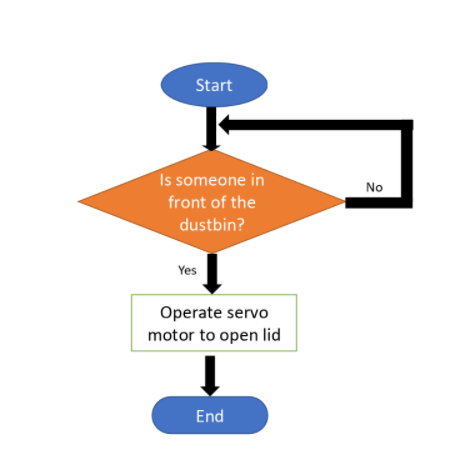 Start
Is someone in
front of the
dustbin?
No
Yes
Operate servo
motor to open lid
End